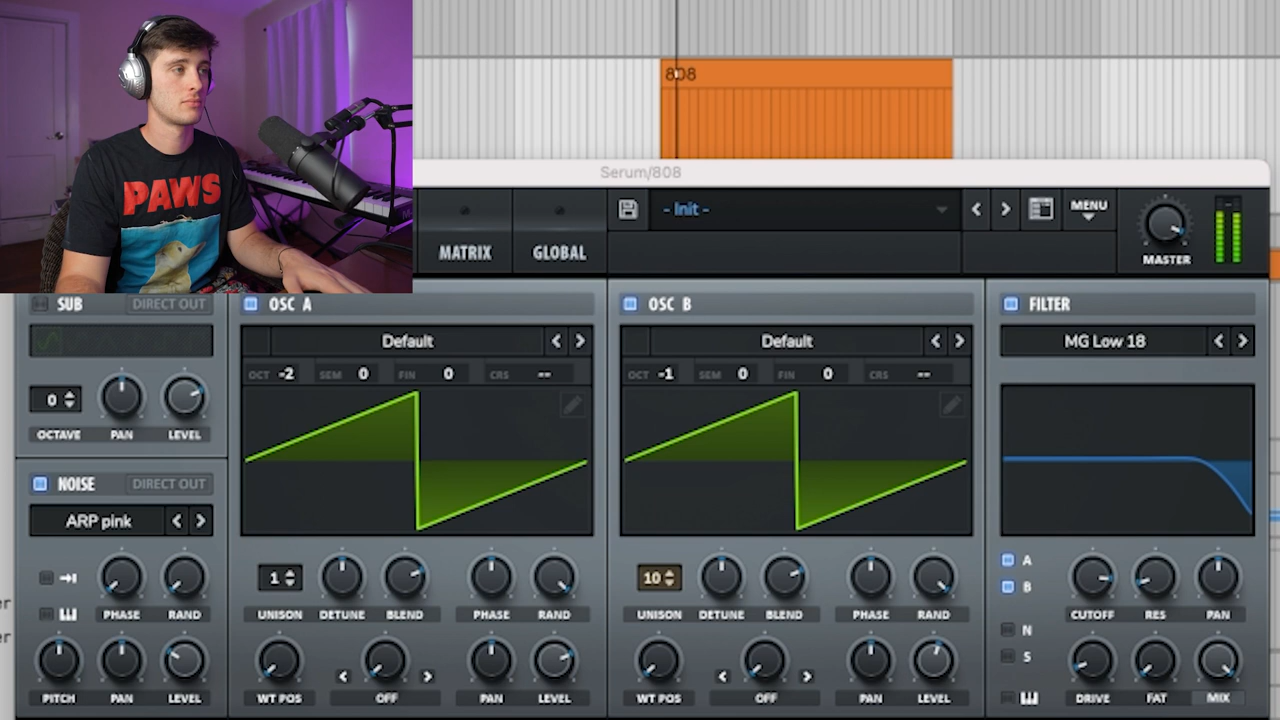 808
Serum/808
PAWS
MATRIX
GLOBAL
- Init -
MENU
MASTER
SUB
DIRECT OUT
0
OCTAVE
PAN
LEVEL
NOISE
DIRECT OUT
ARP pink
PHASE
RAND
PITCH
PAN
LEVEL
OSC A
Default
OCT -2 SEM 0 FIN 0 CRS --
1
UNISON
DETUNE
BLEND
PHASE
RAND
WT POS
OFF
PAN
LEVEL
OSC B
Default
OCT -1 SEM 0 FIN 0 CRS --
10
UNISON
DETUNE
BLEND
PHASE
RAND
WT POS
OFF
PAN
LEVEL
FILTER
MG Low 18
A
B
N
S
CUTOFF
RES
PAN
DRIVE
FAT
MIX
er
er